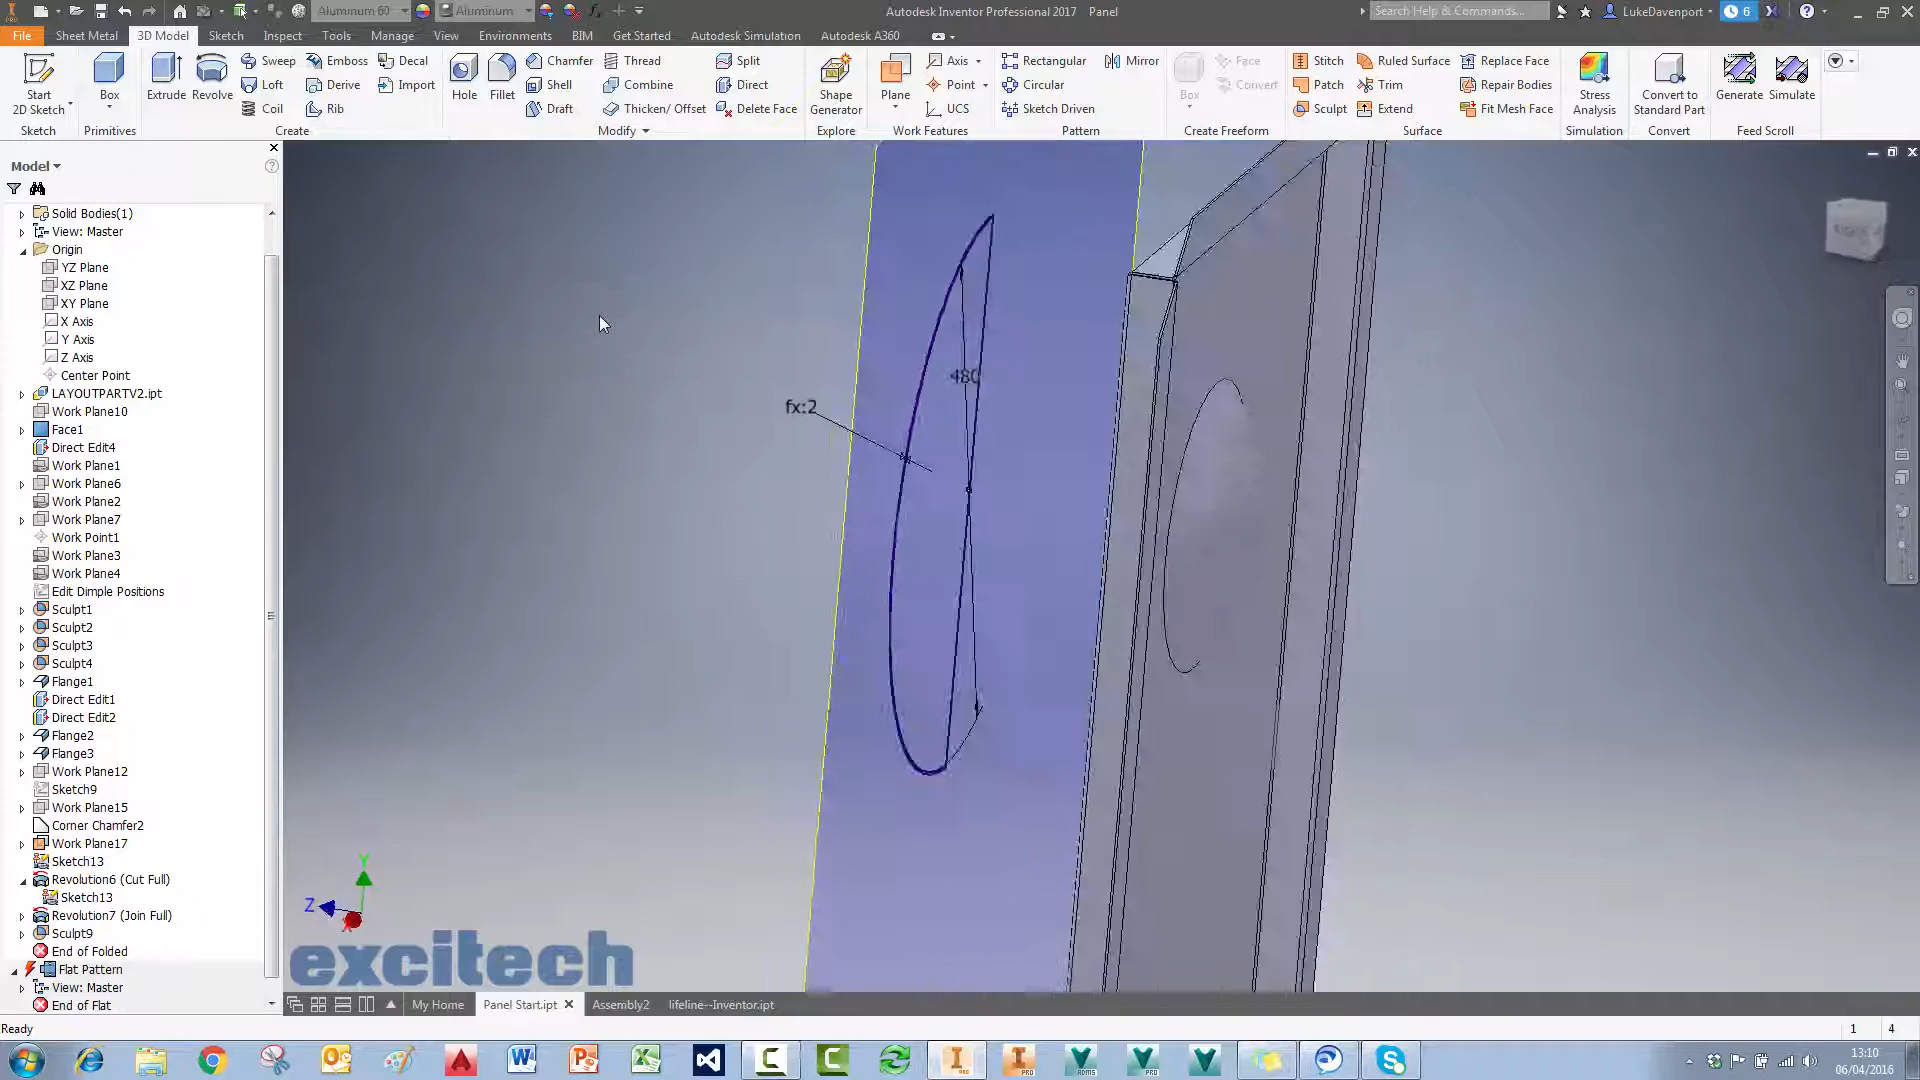 Aluminum 60
Aluminum
Autodesk Inventor Professional 2017   Panel
Search Help & Commands...
LukeDavenport
6
File
Sheet Metal
3D Model
Sketch
Inspect
Tools
Manage
View
Environments
BIM
Get Started
Autodesk Simulation
Autodesk A360
Start
2D Sketch
Box
Extrude
Revolve
Sweep
Emboss
Decal
Loft
Derive
Import
Coil
Rib
Hole
Fillet
Chamfer
Thread
Split
Shell
Combine
Direct
Draft
Thicken/ Offset
Delete Face
Shape
Generator
Plane
Axis
Point
UCS
Rectangular
Mirror
Circular
Sketch Driven
Box
Face
Convert
Stitch
Ruled Surface
Replace Face
Patch
Trim
Repair Bodies
Sculpt
Extend
Fit Mesh Face
Stress
Analysis
Convert to
Standard Part
Generate
Simulate
Sketch
Primitives
Create
Modify
Explore
Work Features
Pattern
Create Freeform
Surface
Simulation
Convert
Feed Scroll
Model
Solid Bodies(1)
View: Master
Origin
YZ Plane
XZ Plane
XY Plane
X Axis
Y Axis
Z Axis
Center Point
LAYOUTPARTV2.ipt
Work Plane10
Face1
Direct Edit4
Work Plane1
Work Plane6
Work Plane2
Work Plane7
Work Point1
Work Plane3
Work Plane4
Edit Dimple Positions
Sculpt1
Sculpt2
Sculpt3
Sculpt4
Flange1
Direct Edit1
Direct Edit2
Flange2
Flange3
Work Plane12
Sketch9
Work Plane15
Corner Chamfer2
Work Plane17
Sketch13
Revolution6 (Cut Full)
Sketch13
Revolution7 (Join Full)
Sculpt9
End of Folded
Flat Pattern
View: Master
End of Flat
480
fx:2
Y
Z
X
excitech
My Home
Panel Start.ipt
Assembly2
lifeline--Inventor.ipt
Ready
1
4
13:10
06/04/2016